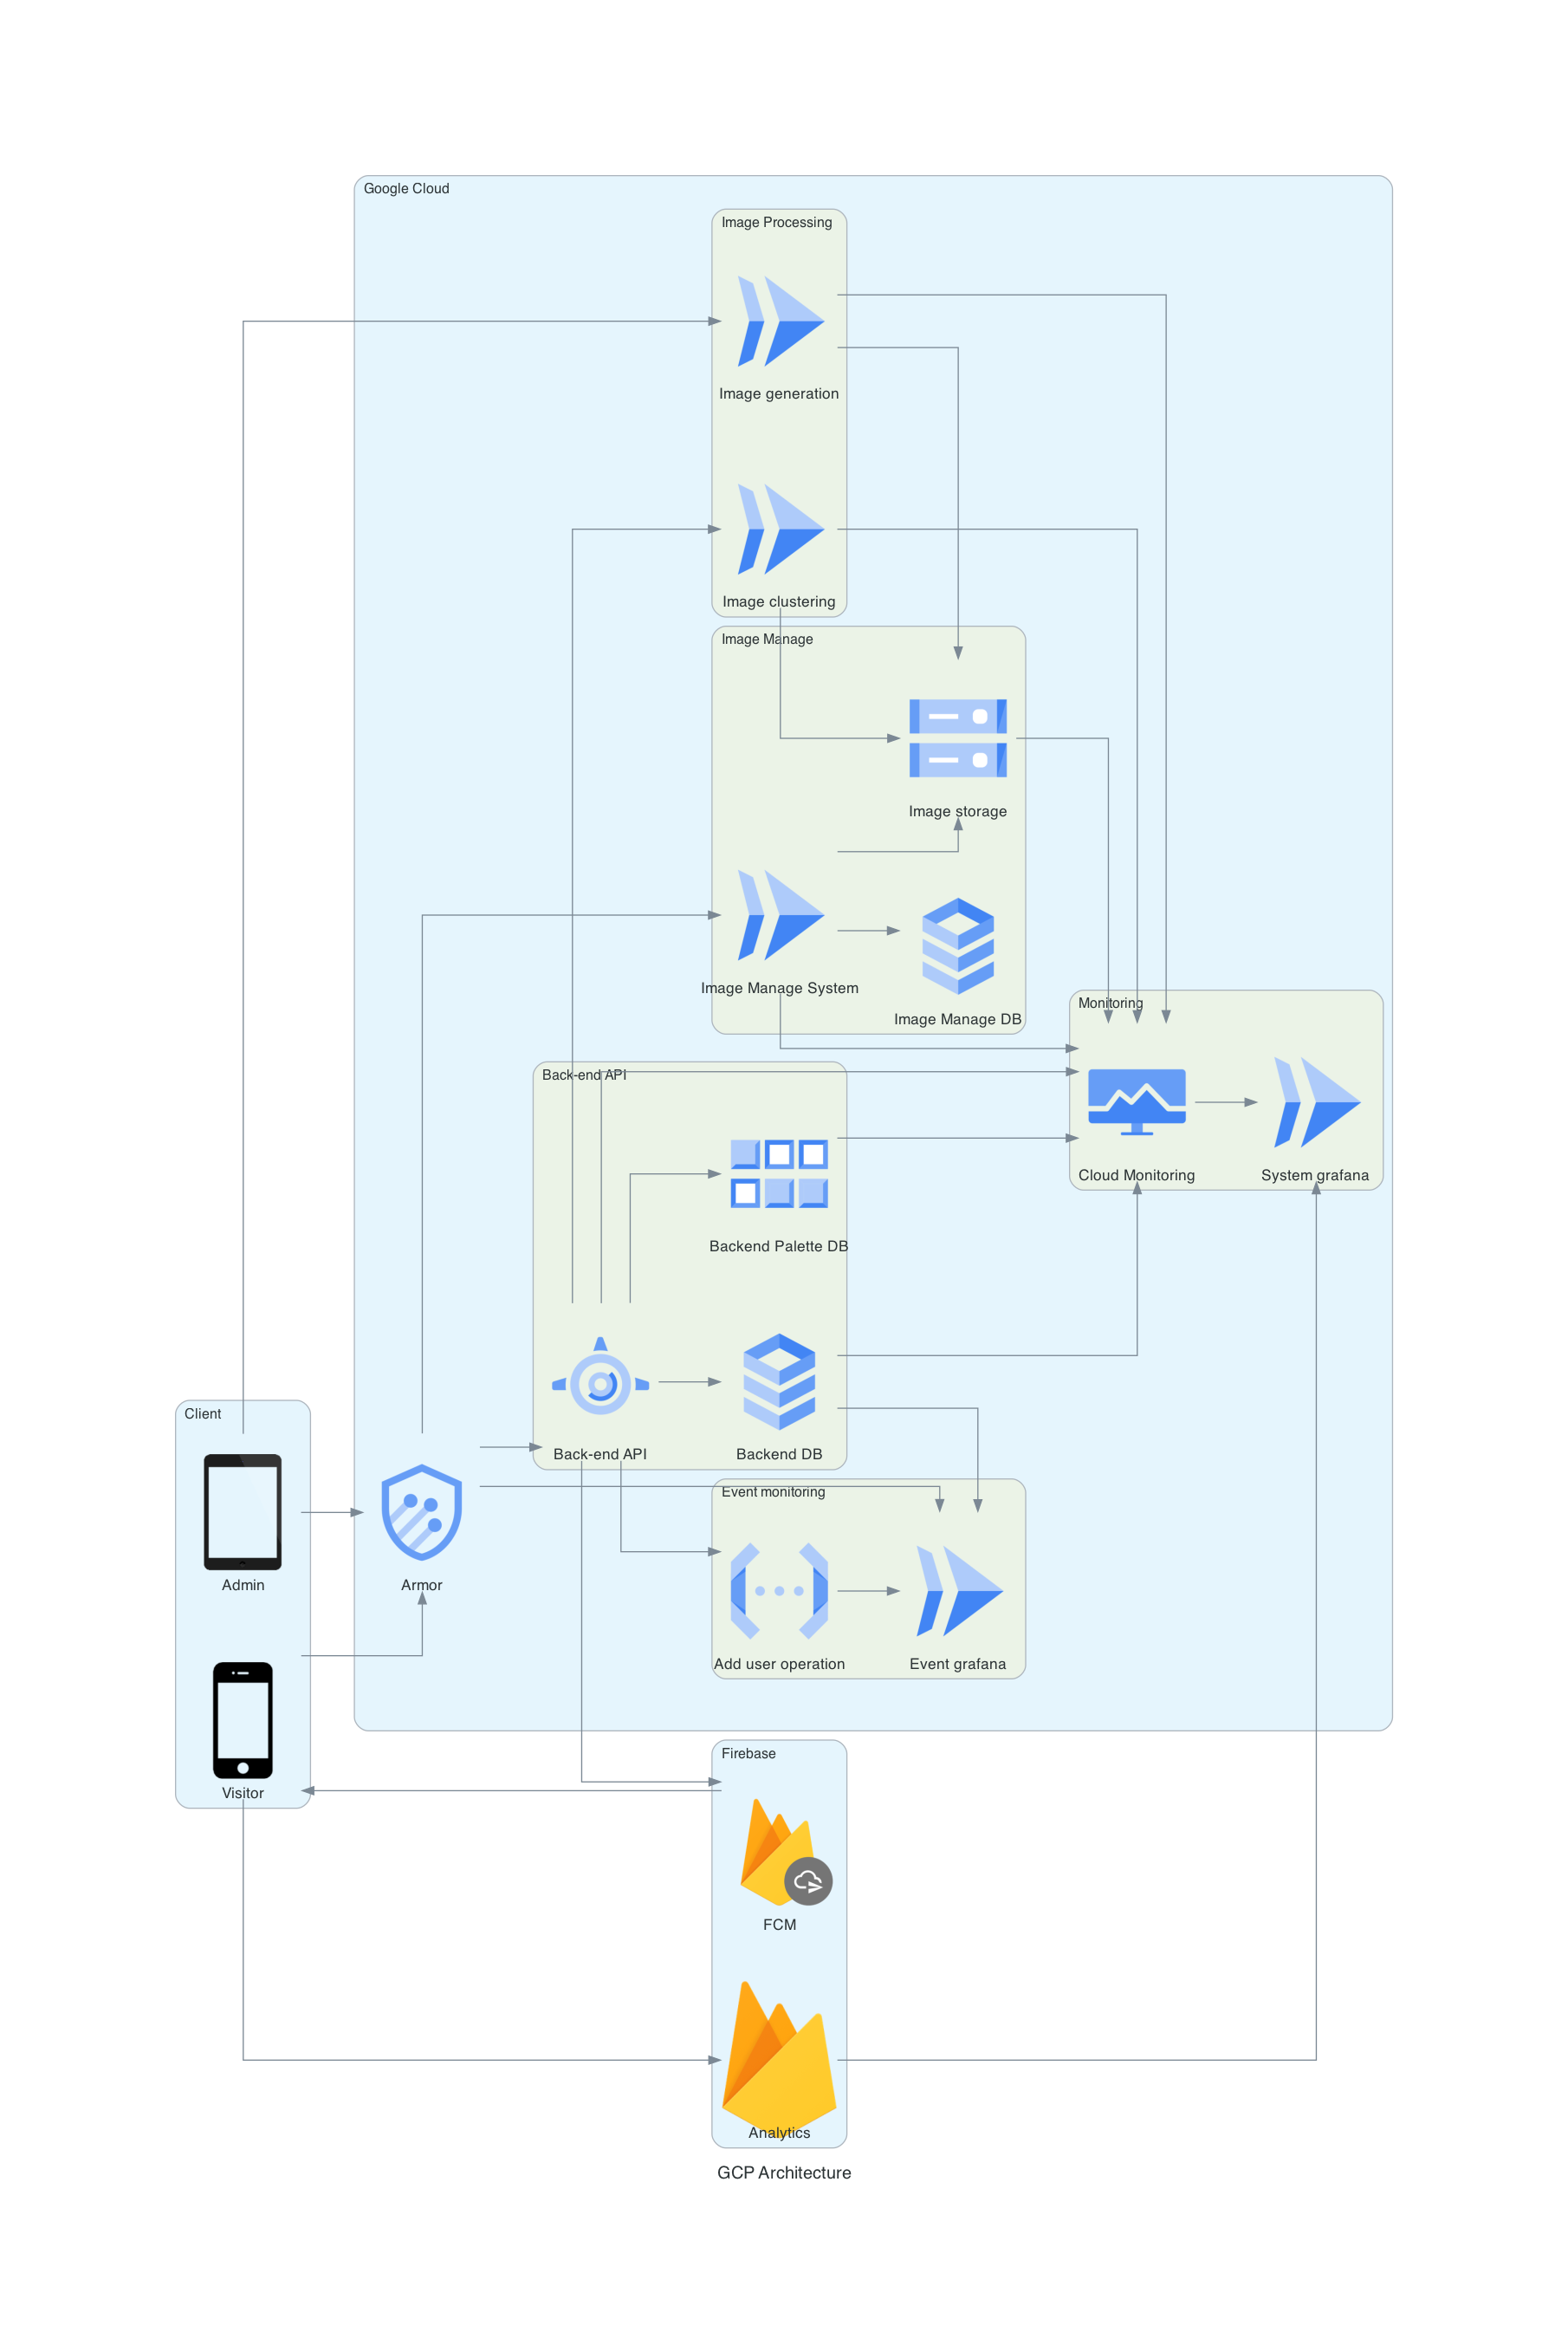 Google Cloud
Image Processing
Image generation
Image clustering
Image Manage
Image storage
Image Manage System
Image Manage DB
Monitoring
Cloud Monitoring
System grafana
Back-end API
Backend Palette DB
Back-end API
Backend DB
Client
Admin
Visitor
Armor
Event monitoring
Add user operation
Event grafana
Firebase
FCM
Analytics
GCP Architecture